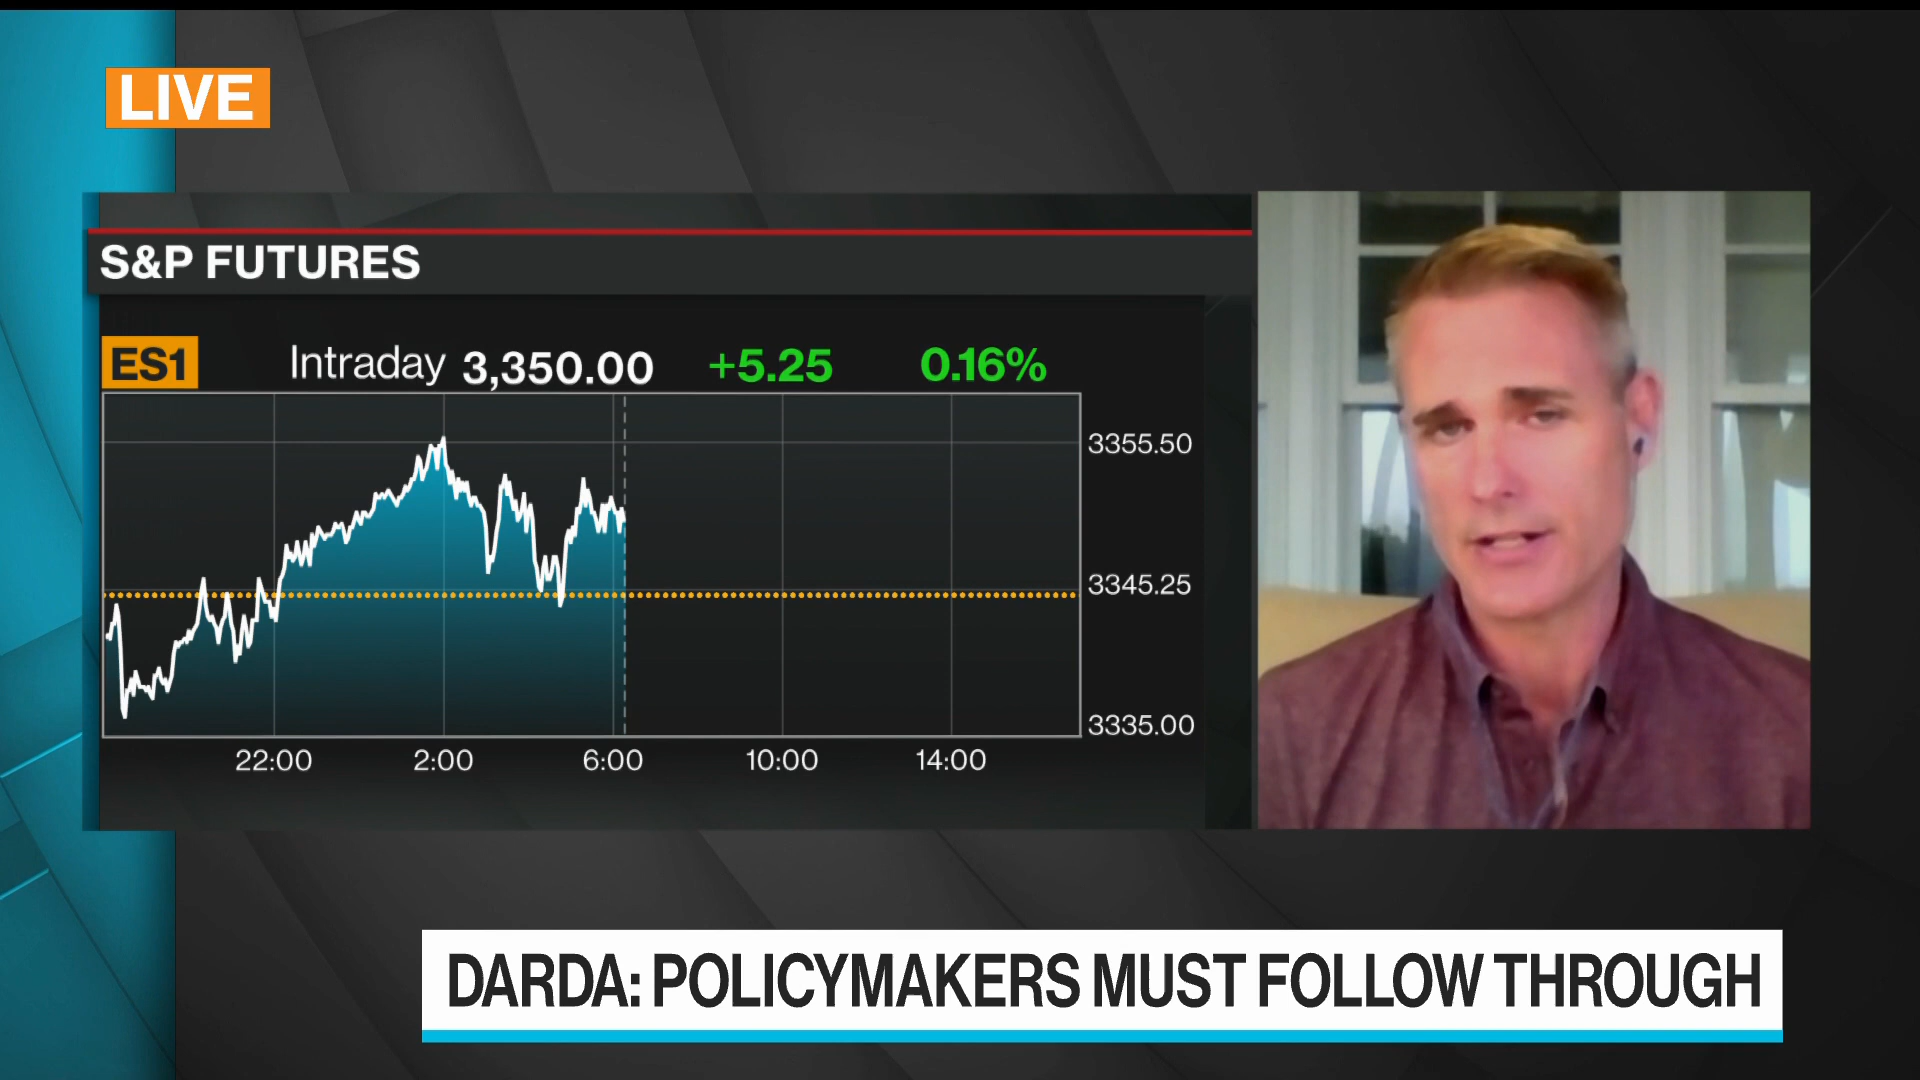 LIVE
S&P FUTURES
ES1 Intraday 3,350.00 +5.25 0.16%
3355.50
3345.25
3335.00
22:00 2:00 6:00 10:00 14:00
DARDA: POLICYMAKERS MUST FOLLOW THROUGH